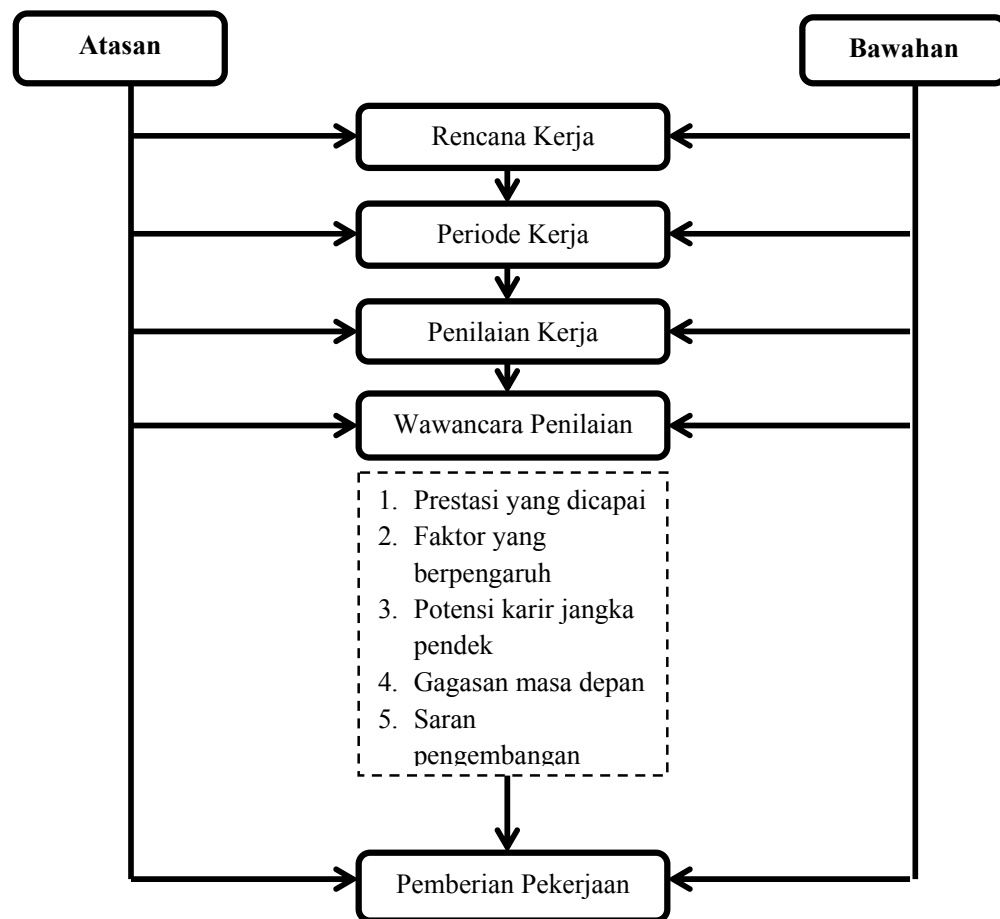 Atasan
Bawahan
Rencana Kerja
Periode Kerja
Penilaian Kerja
Wawancara Penilaian
1. Prestasi yang dicapai
2. Faktor yang
berpengaruh
3. Potensi karir jangka
pendek
4. Gagasan masa depan
5. Saran
pengembangan
Pemberian Pekerjaan